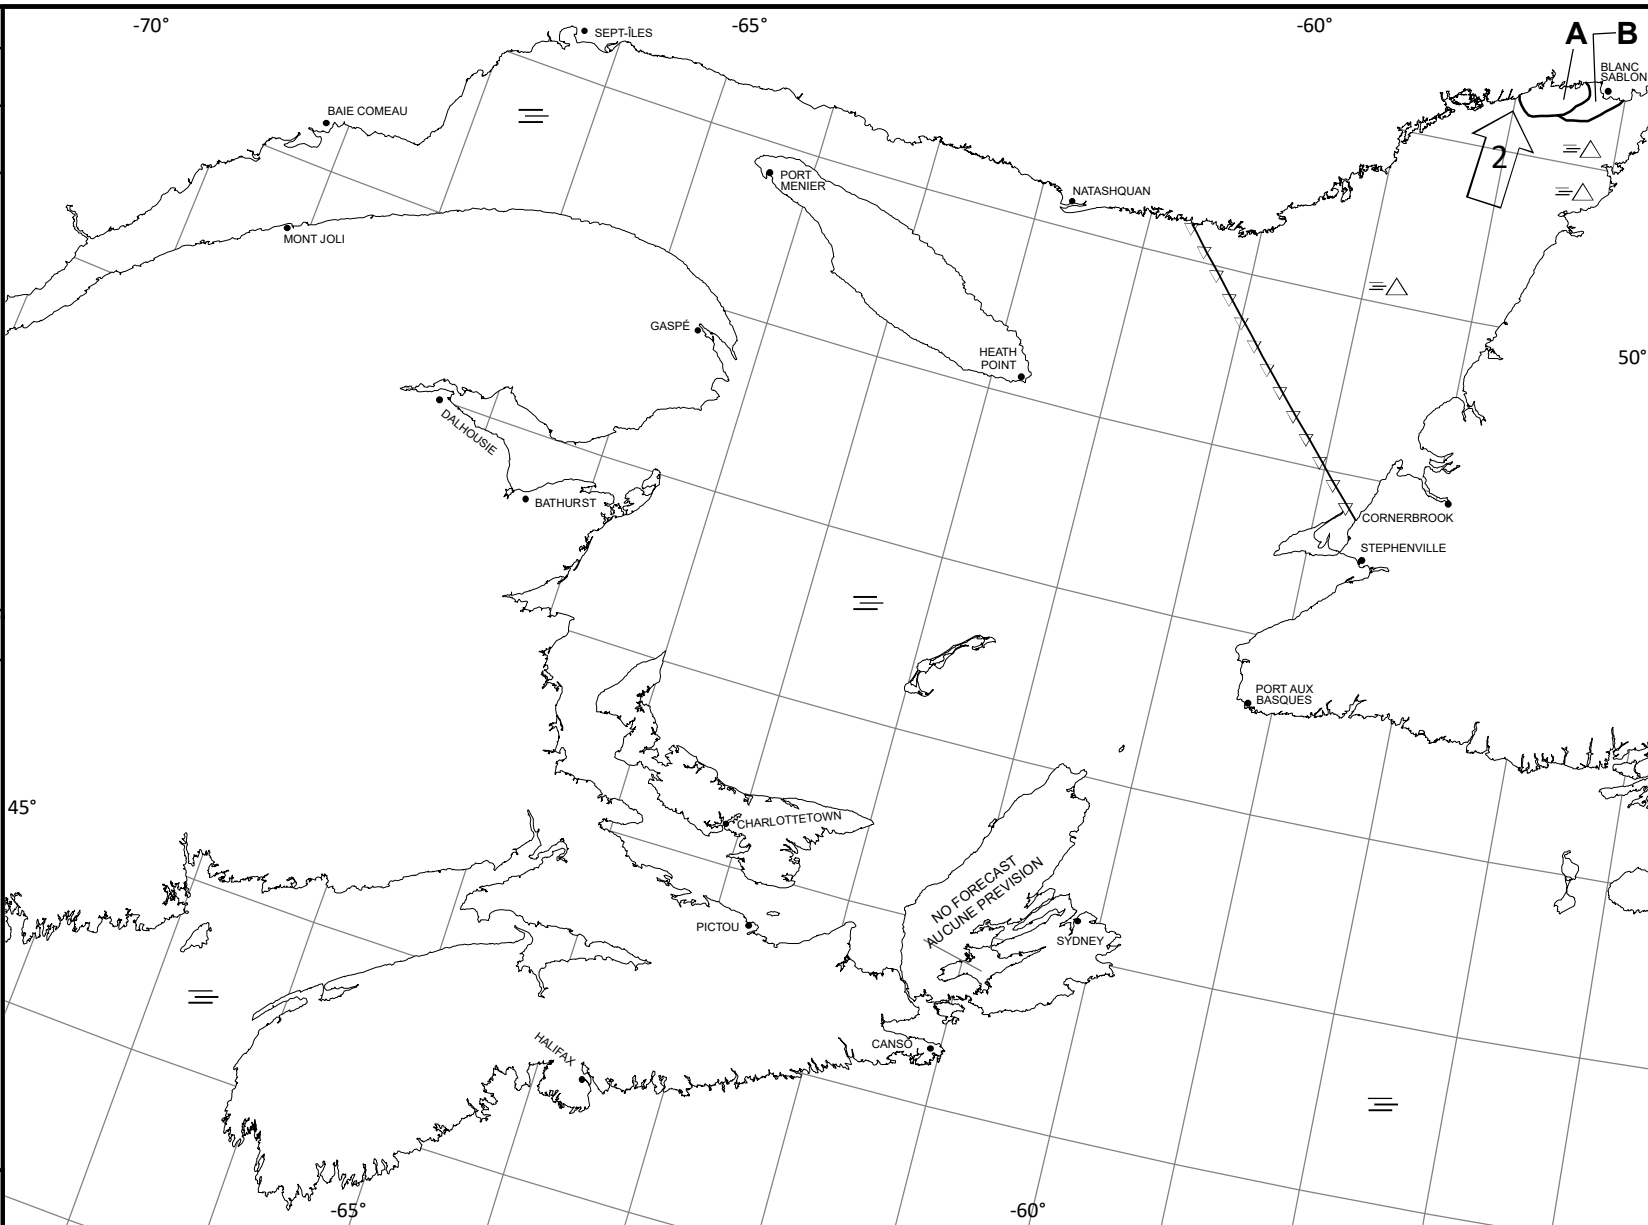 -70°
-65°
-60°
A
B
SEPT-ÎLES
BLANC
SABLON
BAIE COMEAU
2
PORT
MENIER
NATASHQUAN
MONT JOLI
GASPÉ
HEATH
POINT
50°
DALHOUSIE
BATHURST
CORNERBROOK
STEPHENVILLE
PORT AUX
BASQUES
45°
CHARLOTTETOWN
NO FORECAST
AUCUNE PREVISION
PICTOU
SYDNEY
HALIFAX
CANSO
-65°
-60°